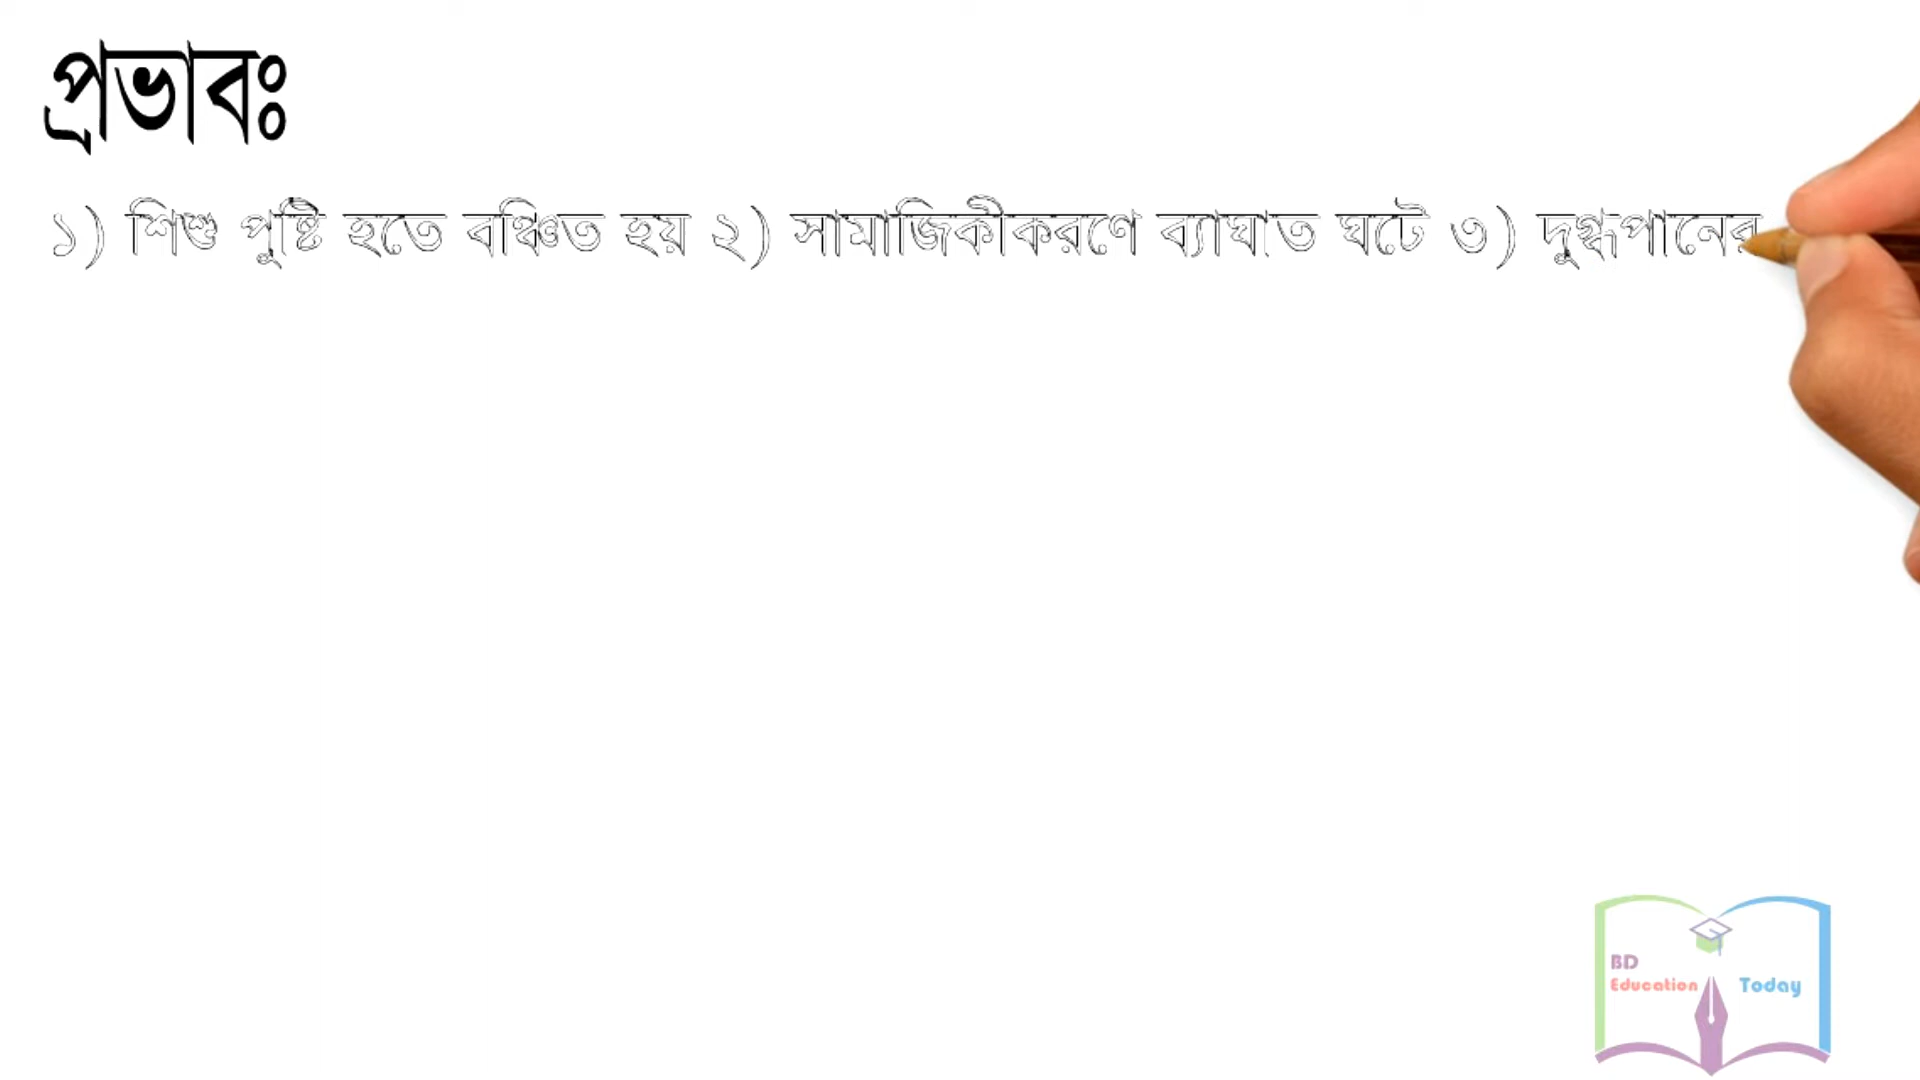 প্রভাবঃ
১) শিশু পুষ্টি হতে বঞ্চিত হয় ২) সামাজিকীকরণে ব্যাঘাত ঘটে ৩) দুগ্ধপানের
BD
Education Today